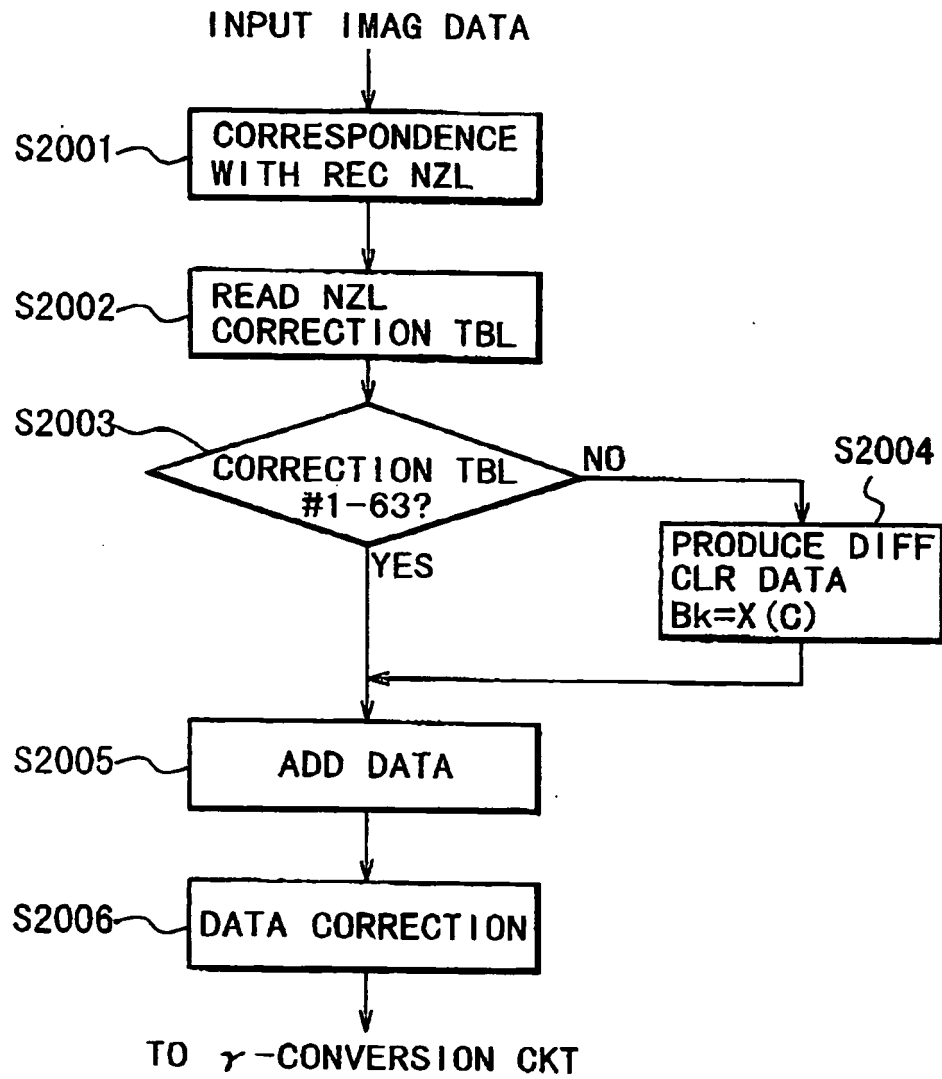 INPUT IMAG DATA
S2001
CORRESPONDENCE
WITH REC NZL
S2002
READ NZL
CORRECTION TBL
S2003
CORRECTION TBL
#1-63?
NO
YES
S2004
PRODUCE DIFF
CLR DATA
Bk=X(C)
S2005
ADD DATA
S2006
DATA CORRECTION
TO γ-CONVERSION CKT